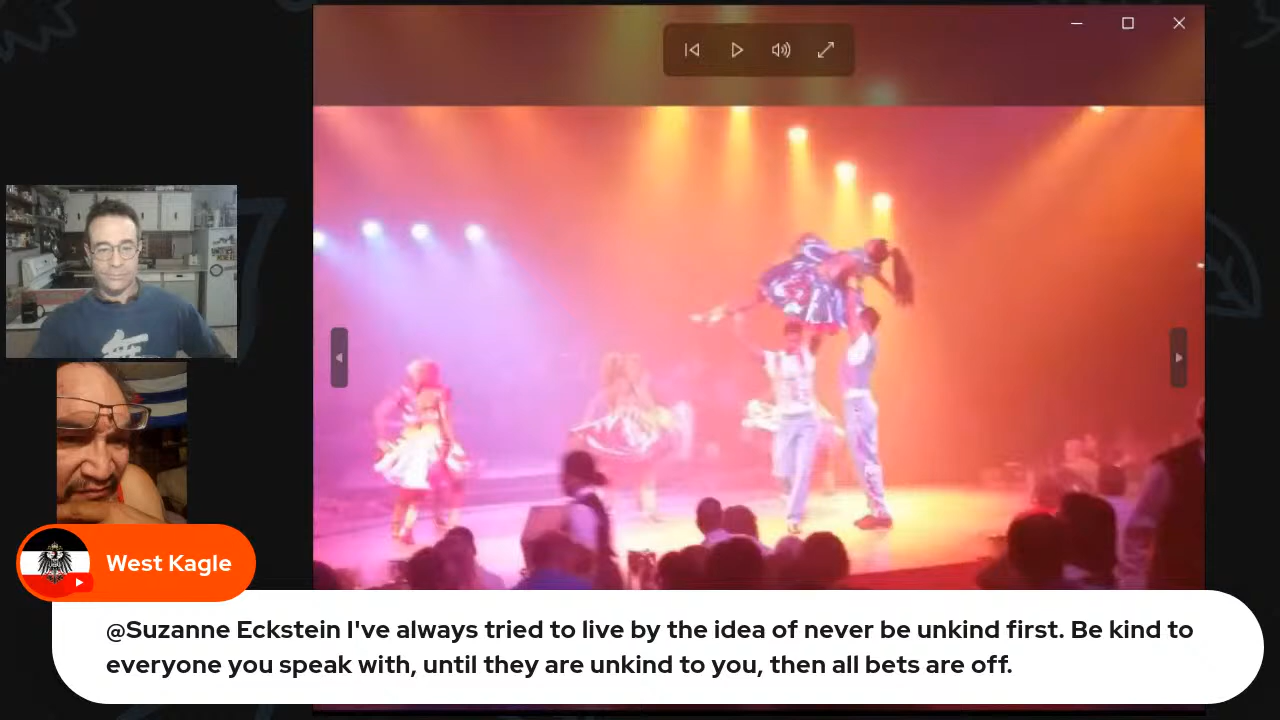 無
West Kagle
@Suzanne Eckstein I've always tried to live by the idea of never be unkind first. Be kind to
everyone you speak with, until they are unkind to you, then all bets are off.